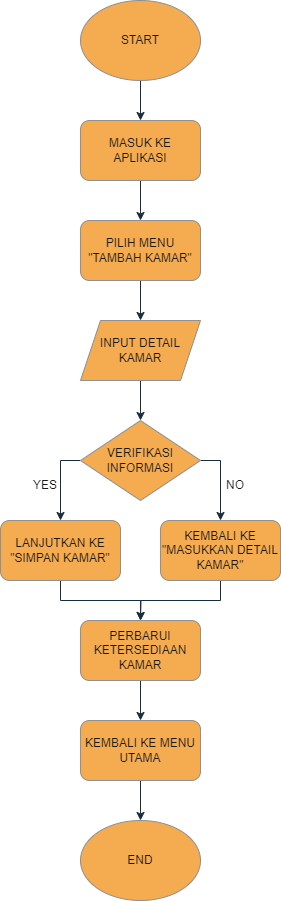 START
MASUK KE
APLIKASI
PILIH MENU
"TAMBAH KAMAR"
INPUT DETAIL
KAMAR
VERIFIKASI
INFORMASI
YES
NO
LANJUTKAN KE
"SIMPAN KAMAR"
KEMBALI KE
"MASUKKAN DETAIL
KAMAR"
PERBARUI
KETERSEDIAAN
KAMAR
KEMBALI KE MENU
UTAMA
END